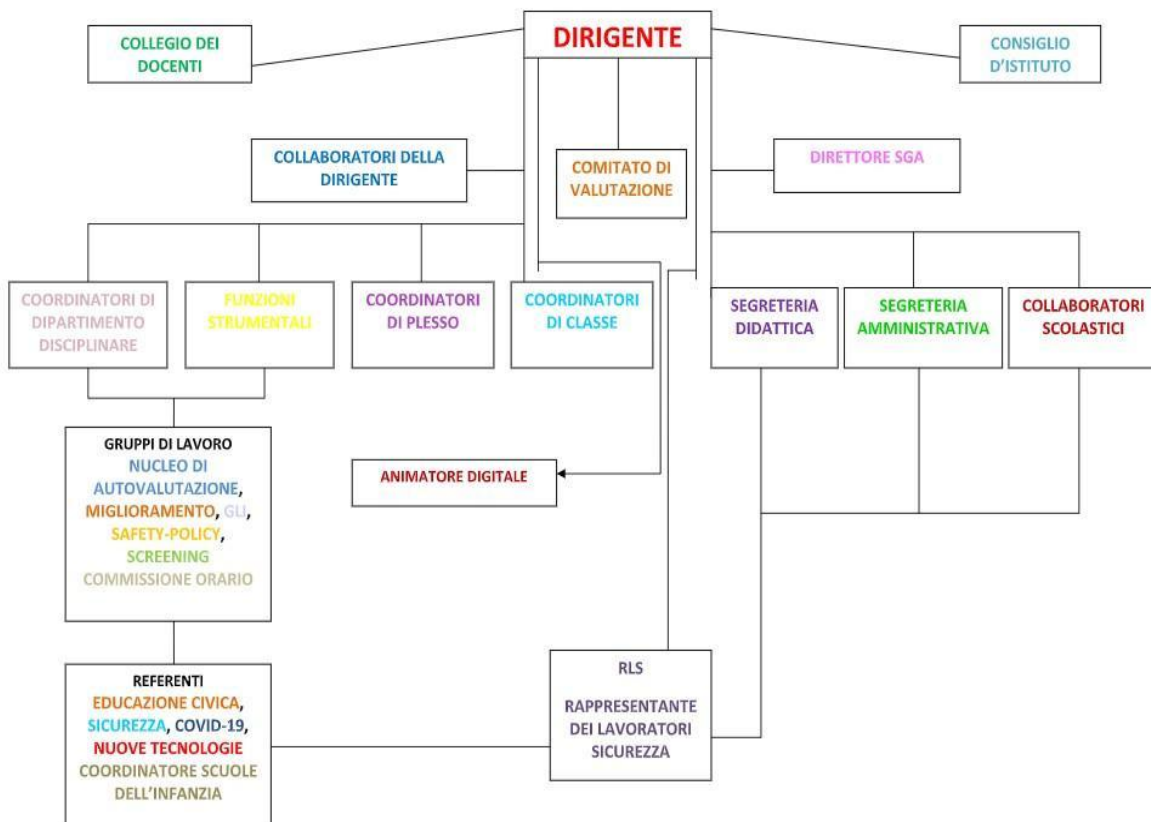 DIRIGENTE
COLLEGIO DEI
DOCENTI
CONSIGLIO
D'ISTITUTO
COLLABORATORI DELLA
DIRIGENTE
COMITATO DI
VALUTAZIONE
DIRETTORE SGA
COORDINATORI DI
DIPARTIMENTO
DISCIPLINARE
FUNZIONI
STRUMENTALI
COORDINATORI
DI PLESSO
COORDINATORI
DI CLASSE
SEGRETERIA
DIDATTICA
SEGRETERIA
AMMINISTRATIVA
COLLABORATORI
SCOLASTICI
GRUPPI DI LAVORO
NUCLEO DI
AUTOVALUTAZIONE,
MIGLIORAMENTO, GLI,
SAFETY-POLICY,
SCREENING
COMMISSIONE ORARIO
ANIMATORE DIGITALE
REFERENTI
EDUCAZIONE CIVICA,
SICUREZZA, COVID-19,
NUOVE TECNOLOGIE
COORDINATORE SCUOLE
DELL'INFANZIA
RLS
RAPPRESENTANTE
DEI LAVORATORI
SICUREZZA